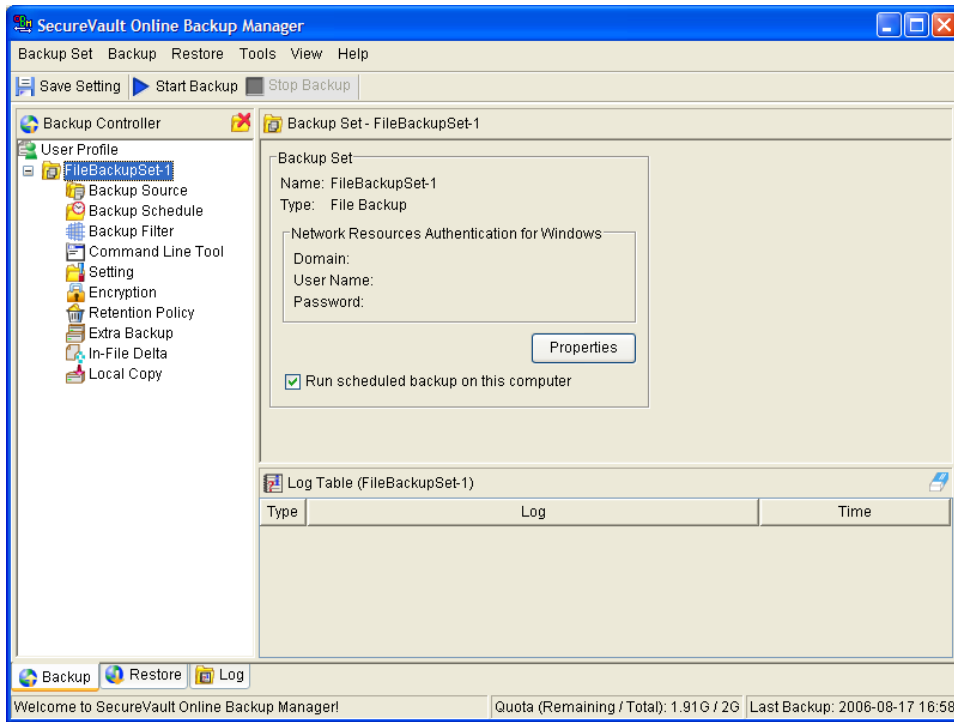 SecureVault Online Backup Manager
Backup Set Backup Restore Tools View Help
Save Setting Start Backup Stop Backup
Backup Controller
User Profile
FileBackupSet-1
Backup Source
Backup Schedule
Backup Filter
Command Line Tool
Setting
Encryption
Retention Policy
Extra Backup
In-File Delta
Local Copy
Backup Set - FileBackupSet-1
Backup Set
Name: FileBackupSet-1
Type: File Backup
Network Resources Authentication for Windows
Domain:
User Name:
Password:
Properties
Run scheduled backup on this computer
Log Table (FileBackupSet-1)
Type Log Time
Backup Restore Log
Welcome to SecureVault Online Backup Manager!
Quota (Remaining / Total): 1.91G / 2G
Last Backup: 2006-08-17 16:58